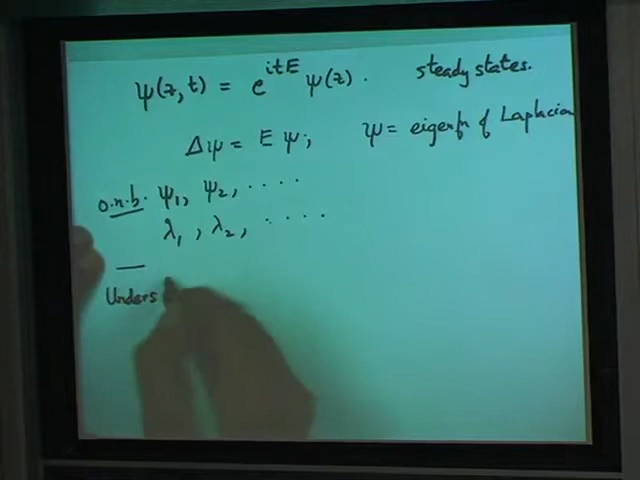 ψ(z,t) = e^{itE} ψ(z). steady states.
Δψ = E ψ; ψ = eigenfn of Laplacian
o.n.b. ψ₁, ψ₂, ....
λ₁, λ₂, ....
Unders